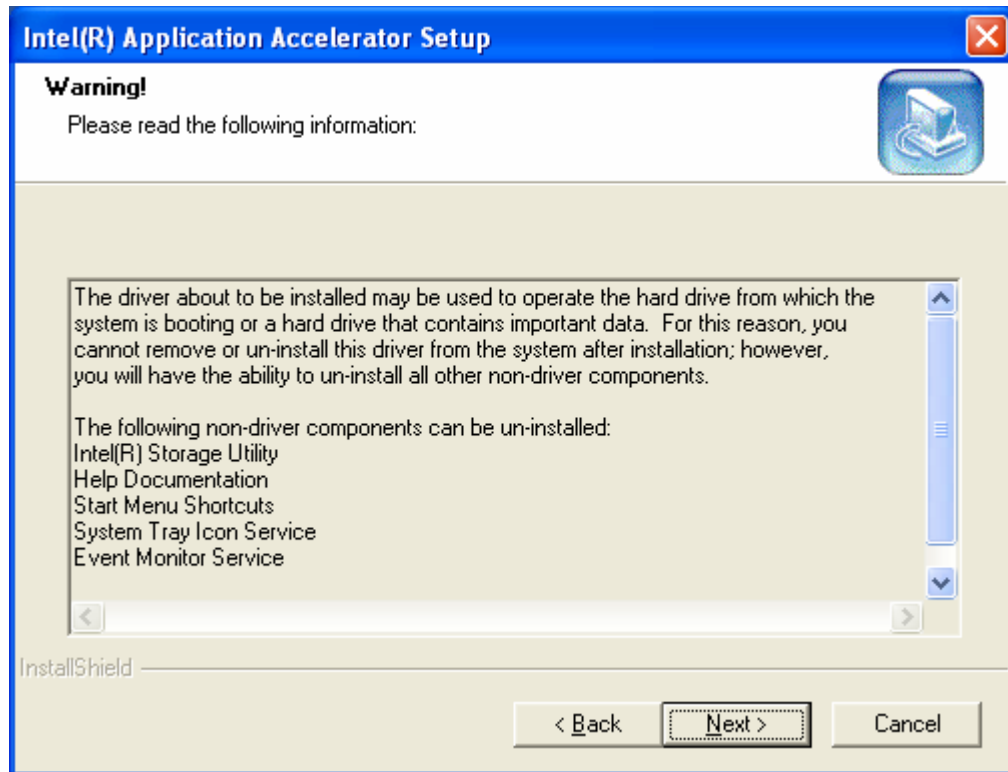 Intel(R) Application Accelerator Setup
Warning!
Please read the following information:
The driver about to be installed may be used to operate the hard drive from which the
system is booting or a hard drive that contains important data.  For this reason, you
cannot remove or un-install this driver from the system after installation; however,
you will have the ability to un-install all other non-driver components.
The following non-driver components can be un-installed:
Intel(R) Storage Utility
Help Documentation
Start Menu Shortcuts
System Tray Icon Service
Event Monitor Service
InstallShield
< Back
Next >
Cancel